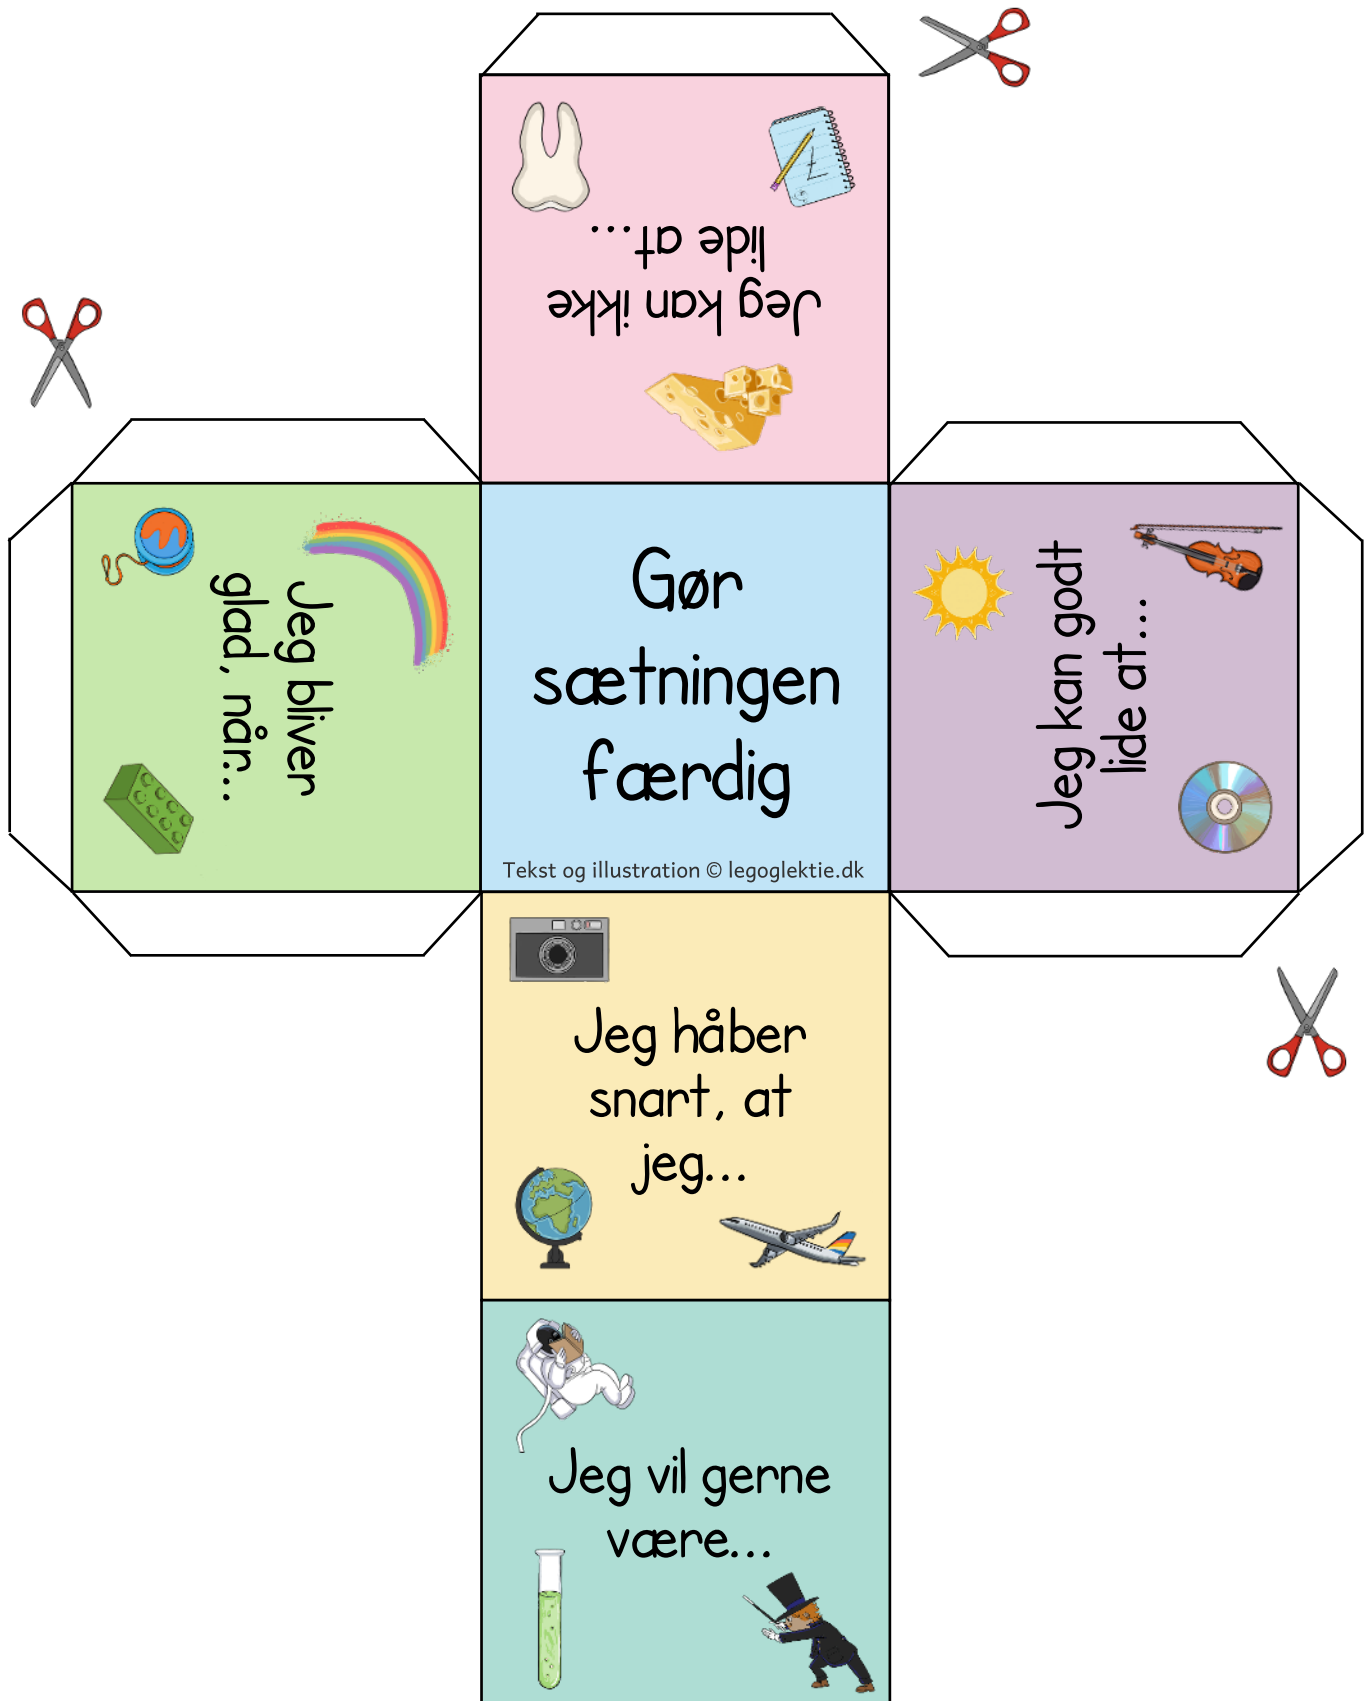 Jeg kan ikke
lide at...
Jeg bliver
glad, når...
Gør
sætningen
færdig
Tekst og illustration © legoglektie.dk
Jeg kan godt
lide at...
Jeg håber
snart, at
jeg...
Jeg vil gerne
være...